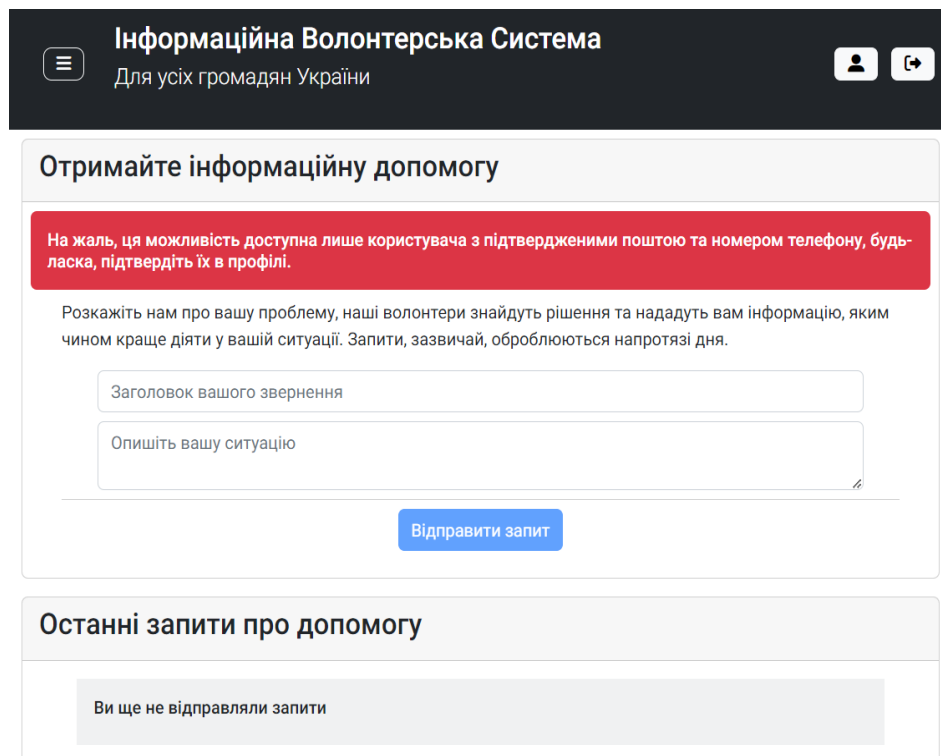 Інформаційна Волонтерська Система
Для усіх громадян України
Отримайте інформаційну допомогу
На жаль, ця можливість доступна лише користувача з підтвердженими поштою та номером телефону, будь-
ласка, підтвердіть їх в профілі.
Розкажіть нам про вашу проблему, наші волонтери знайдуть рішення та нададуть вам інформацію, яким
чином краще діяти у вашій ситуації. Запити, зазвичай, оброблюються напротязі дня.
Заголовок вашого звернення
Опишіть вашу ситуацію
Відправити запит
Останні запити про допомогу
Ви ще не відправляли запити